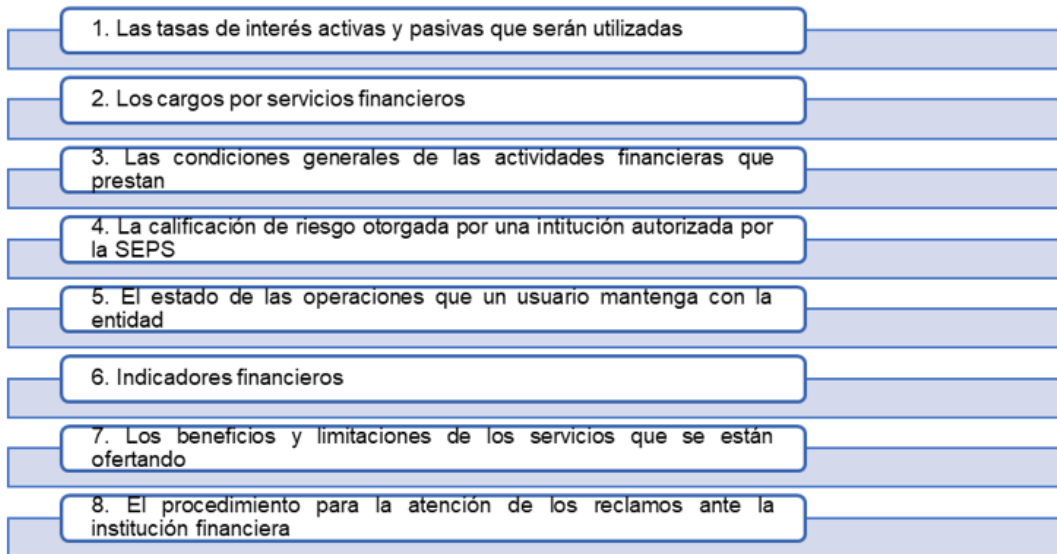 1. Las tasas de interés activas y pasivas que serán utilizadas
2. Los cargos por servicios financieros
3. Las condiciones generales de las actividades financieras que
prestan
4. La calificación de riesgo otorgada por una intitución autorizada por
la SEPS
5. El estado de las operaciones que un usuario mantenga con la
entidad
6. Indicadores financieros
7. Los beneficios y limitaciones de los servicios que se están
ofertando
8. El procedimiento para la atención de los reclamos ante la
institución financiera